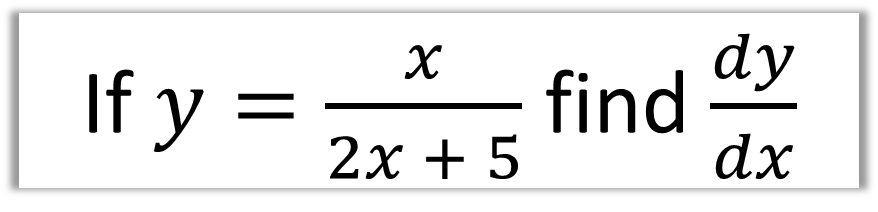 If y = x / 2x + 5 find dy / dx